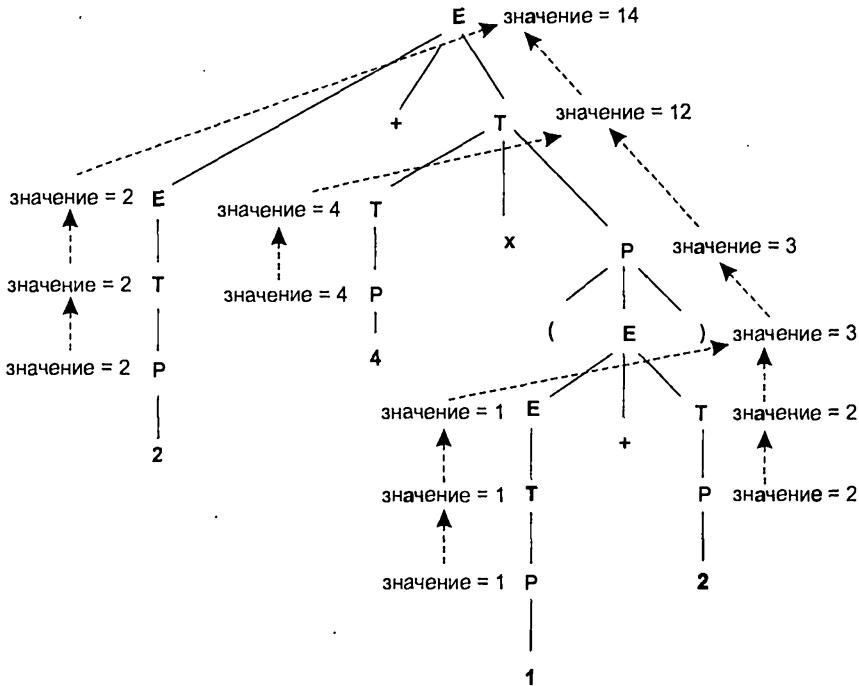 E значение = 14
+ T значение = 12
значение = 2 E значение = 4 T x P значение = 3
значение = 2 T значение = 4 P ( E ) значение = 3
значение = 2 P 4
значение = 1 E + T значение = 2
2
значение = 1 T P значение = 2
значение = 1 P 2
1